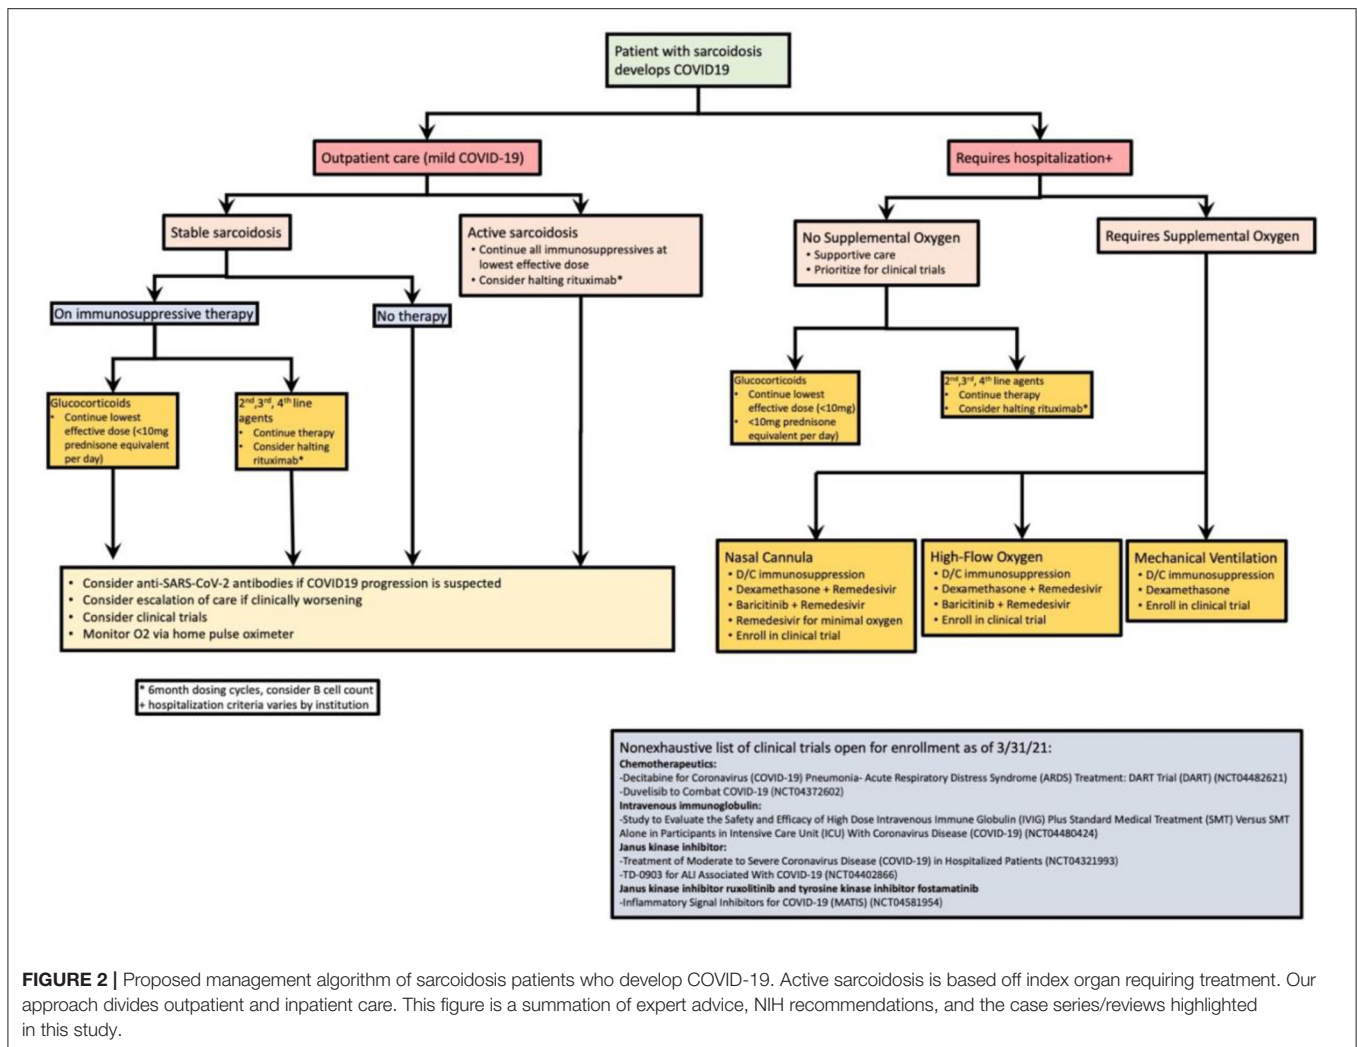 Patient with sarcoidosis
develops COVID19
Outpatient care (mild COVID-19)
Requires hospitalization+
Stable sarcoidosis
Active sarcoidosis
• Continue all immunosuppressives at
lowest effective dose
• Consider halting rituximab*
No Supplemental Oxygen
• Supportive care
• Prioritize for clinical trials
Requires Supplemental Oxygen
On immunosuppressive therapy
No therapy
Glucocorticoids
• Continue lowest
effective dose (<10mg
prednisone equivalent
per day)
2nd,3rd, 4th line
agents
• Continue therapy
• Consider halting
rituximab*
Glucocorticoids
• Continue lowest
effective dose (<10mg)
• <10mg prednisone
equivalent per day)
2nd,3rd, 4th line agents
• Continue therapy
• Consider halting rituximab*
• Consider anti-SARS-CoV-2 antibodies if COVID19 progression is suspected
• Consider escalation of care if clinically worsening
• Consider clinical trials
• Monitor O2 via home pulse oximeter
Nasal Cannula
• D/C immunosuppression
• Dexamethasone + Remedesivir
• Baricitinib + Remedesivir
• Remedesivir for minimal oxygen
• Enroll in clinical trial
High-Flow Oxygen
• D/C immunosuppression
• Dexamethasone + Remedesivir
• Baricitinib + Remedesivir
• Enroll in clinical trial
Mechanical Ventilation
• D/C immunosuppression
• Dexamethasone
• Enroll in clinical trial
* 6month dosing cycles, consider B cell count
+ hospitalization criteria varies by institution
Nonexhaustive list of clinical trials open for enrollment as of 3/31/21:
Chemotherapeutics:
-Decitabine for Coronavirus (COVID-19) Pneumonia- Acute Respiratory Distress Syndrome (ARDS) Treatment: DART Trial (DART) (NCT04482621)
-Duvelisib to Combat COVID-19 (NCT04372602)
Intravenous immunoglobulin:
-Study to Evaluate the Safety and Efficacy of High Dose Intravenous Immune Globulin (IVIG) Plus Standard Medical Treatment (SMT) Versus SMT
Alone in Participants in Intensive Care Unit (ICU) With Coronavirus Disease (COVID-19) (NCT04480424)
Janus kinase inhibitor:
-Treatment of Moderate to Severe Coronavirus Disease (COVID-19) in Hospitalized Patients (NCT04321993)
-TD-0903 for ALI Associated With COVID-19 (NCT04402866)
Janus kinase inhibitor ruxolitinib and tyrosine kinase inhibitor fostamatinib
-Inflammatory Signal Inhibitors for COVID-19 (MATIS) (NCT04581954)
FIGURE 2 | Proposed management algorithm of sarcoidosis patients who develop COVID-19. Active sarcoidosis is based off index organ requiring treatment. Our
approach divides outpatient and inpatient care. This figure is a summation of expert advice, NIH recommendations, and the case series/reviews highlighted
in this study.